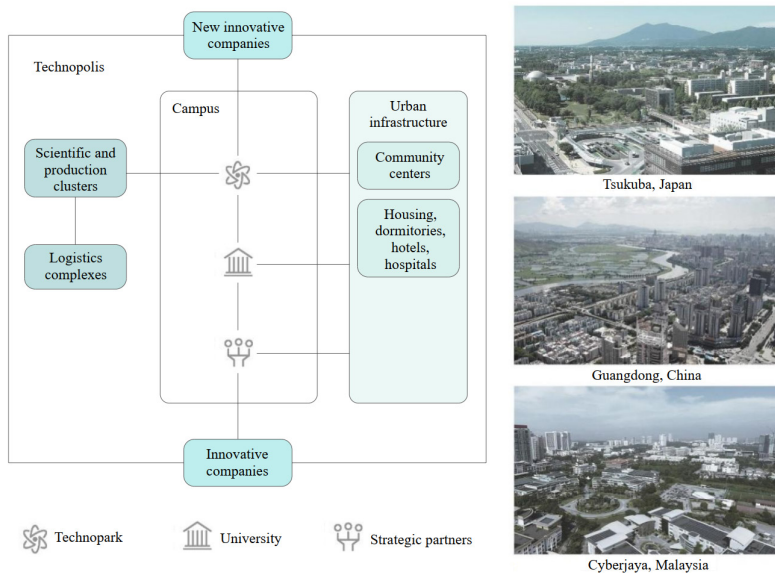 New innovative
companies
Technopolis
Campus
Urban
infrastructure
Scientific and
production
clusters
Community
centers
Housing,
dormitories,
hotels,
hospitals
Logistics
complexes
Innovative
companies
Technopark
University
Strategic partners
Tsukuba, Japan
Guangdong, China
Cyberjaya, Malaysia